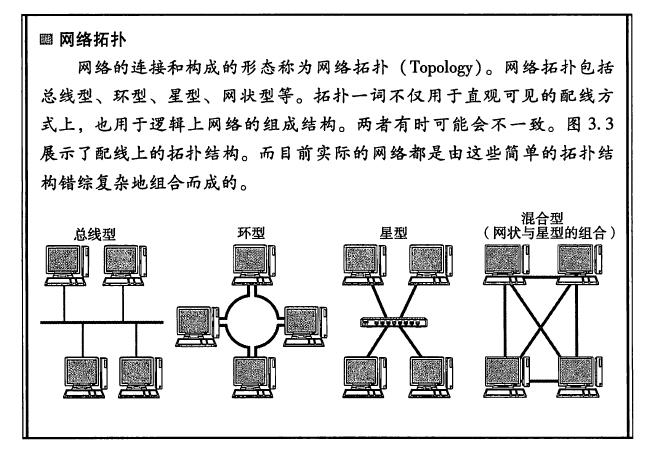 网络拓扑
网络的连接和构成的形态称为网络拓扑（Topology）。网络拓扑包括
总线型、环型、星型、网状型等。拓扑一词不仅用于直观可见的配线方
式上，也用于逻辑上网络的组成结构。两者有时可能会不一致。图 3.3
展示了配线上的拓扑结构。而目前实际的网络都是由这些简单的拓扑结
构错综复杂地组合而成的。
总线型
环型
星型
混合型
（网状与星型的组合）